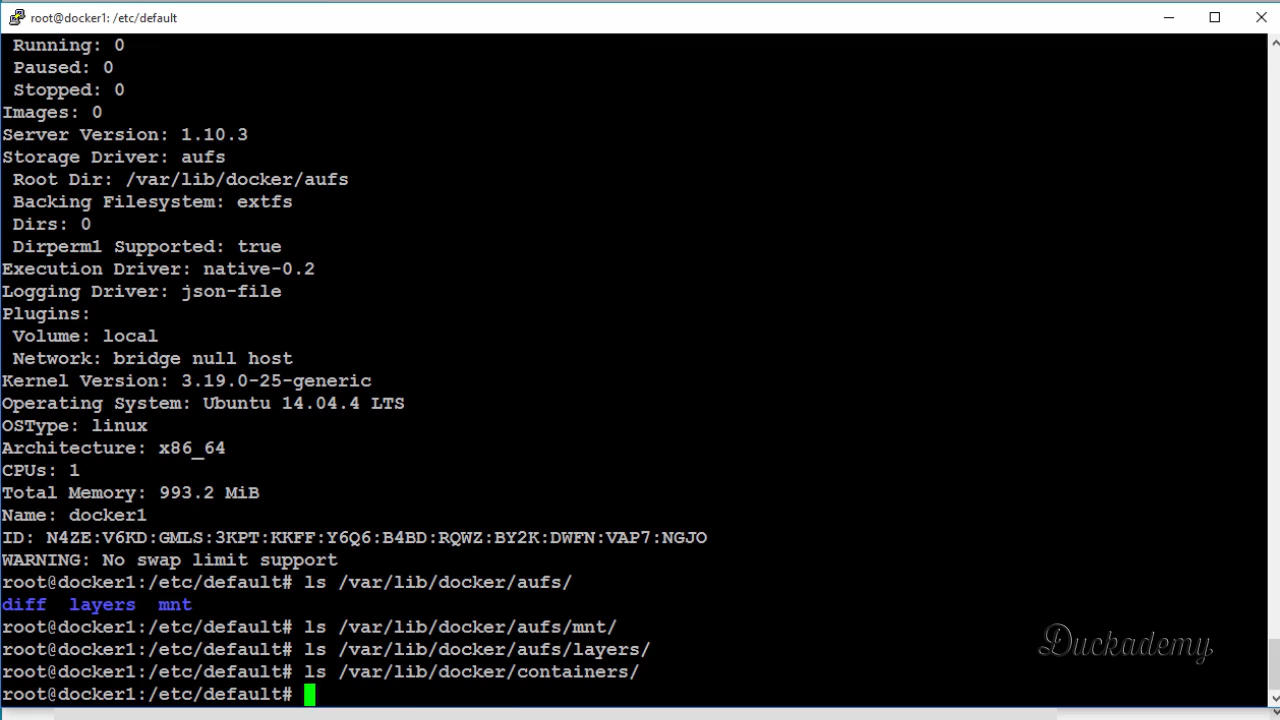 root@docker1: /etc/default
Running: 0
Paused: 0
Stopped: 0
Images: 0
Server Version: 1.10.3
Storage Driver: aufs
Root Dir: /var/lib/docker/aufs
Backing Filesystem: extfs
Dirs: 0
Dirperm1 Supported: true
Execution Driver: native-0.2
Logging Driver: json-file
Plugins:
Volume: local
Network: bridge null host
Kernel Version: 3.19.0-25-generic
Operating System: Ubuntu 14.04.4 LTS
OSType: linux
Architecture: x86_64
CPUs: 1
Total Memory: 993.2 MiB
Name: docker1
ID: N4ZE:V6KD:GMLS:3KPT:KKFF:Y6Q6:B4BD:RQWZ:BY2K:DWFN:VAP7:NGJO
WARNING: No swap limit support
root@docker1:/etc/default# ls /var/lib/docker/aufs/
diff layers mnt
root@docker1:/etc/default# ls /var/lib/docker/aufs/mnt/
root@docker1:/etc/default# ls /var/lib/docker/aufs/layers/
root@docker1:/etc/default# ls /var/lib/docker/containers/
root@docker1:/etc/default#
Duckademy